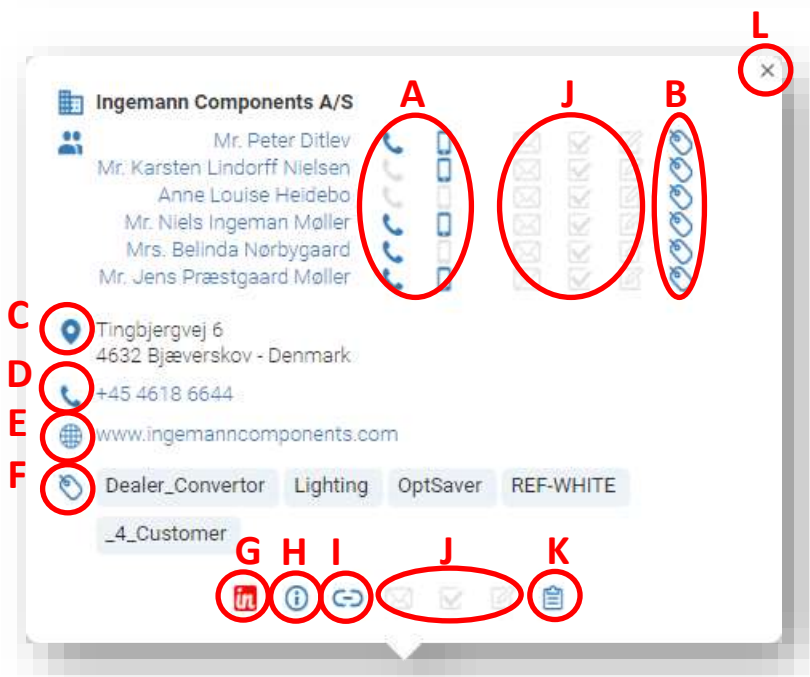 L
Ingemann Components A/S A J B
Mr. Peter Ditlev
Mr. Karsten Lindorff Nielsen
Anne Louise Heidebo
Mr. Niels Ingeman Møller
Mrs. Belinda Nørbygaard
Mr. Jens Præstgaard Møller
C
Tingbjergvej 6
4632 Bjæverskov - Denmark
D
+45 4618 6644
E
www.ingemanncomponents.com
F
Dealer_Convertor Lighting OptSaver REF-WHITE
_4_Customer
G H I J K
in